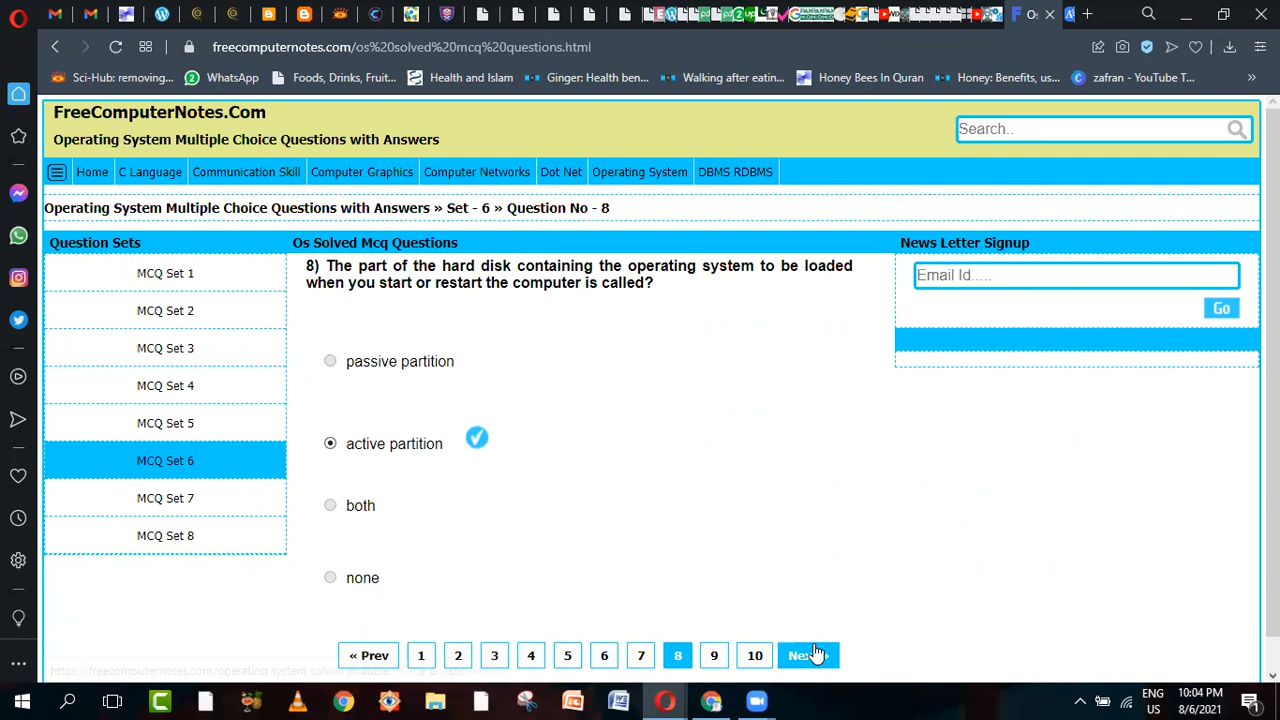 freecomputernotes.com/os%20solved%20mcq%20questions.html
Sci-Hub: removing...
WhatsApp
Foods, Drinks, Fruit...
Health and Islam
Ginger: Health ben...
Walking after eatin...
Honey Bees In Quran
Honey: Benefits, us...
zafran - YouTube T...
FreeComputerNotes.Com
Operating System Multiple Choice Questions with Answers
Search..
Home
C Language
Communication Skill
Computer Graphics
Computer Networks
Dot Net
Operating System
DBMS RDBMS
Operating System Multiple Choice Questions with Answers » Set - 6 » Question No - 8
Question Sets
MCQ Set 1
MCQ Set 2
MCQ Set 3
MCQ Set 4
MCQ Set 5
MCQ Set 6
MCQ Set 7
MCQ Set 8
Os Solved Mcq Questions
8) The part of the hard disk containing the operating system to be loaded
when you start or restart the computer is called?
passive partition
active partition
both
none
« Prev
1
2
3
4
5
6
7
8
9
10
News Letter Signup
Email Id.....
Go
ENG
US
10:04 PM
8/6/2021